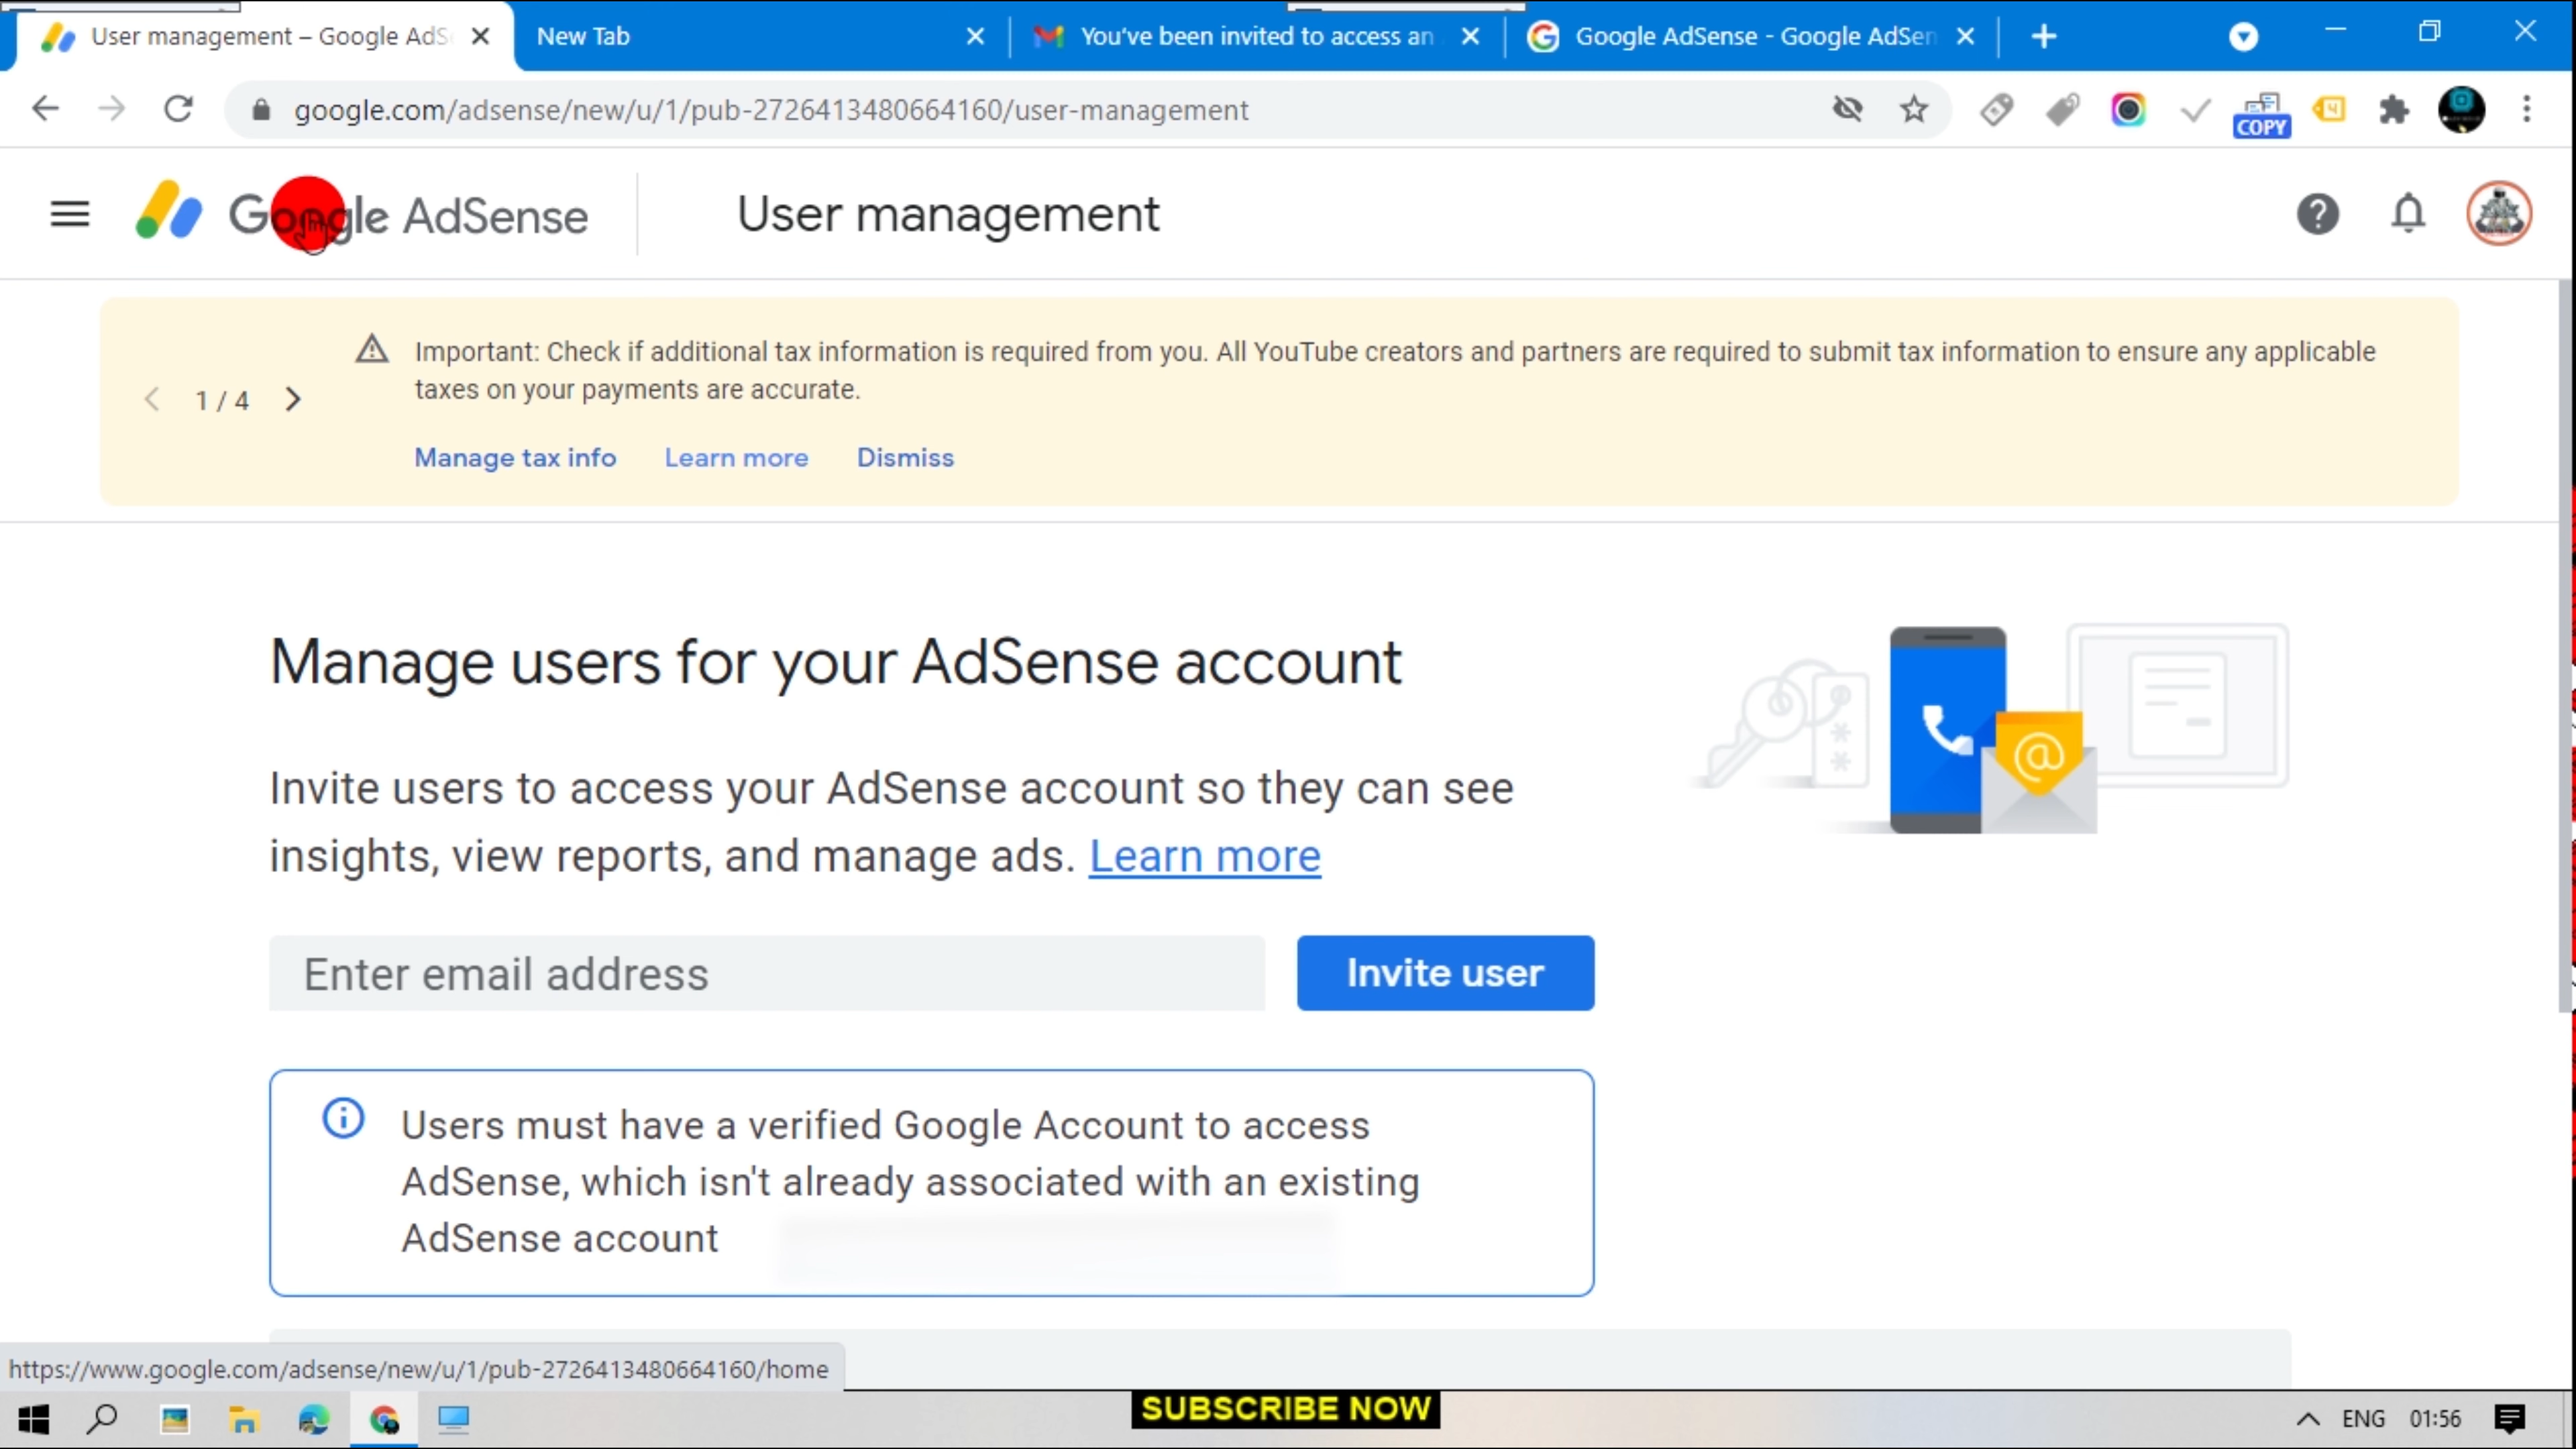 User management – Google AdS
New Tab
You've been invited to access an
Google AdSense - Google AdSen
google.com/adsense/new/u/1/pub-2726413480664160/user-management
COPY
Google AdSense
User management
Important: Check if additional tax information is required from you. All YouTube creators and partners are required to submit tax information to ensure any applicable
taxes on your payments are accurate.
1 / 4
Manage tax info Learn more Dismiss
Manage users for your AdSense account
Invite users to access your AdSense account so they can see
insights, view reports, and manage ads. Learn more
Enter email address
Invite user
Users must have a verified Google Account to access
AdSense, which isn't already associated with an existing
AdSense account
https://www.google.com/adsense/new/u/1/pub-2726413480664160/home
SUBSCRIBE NOW
ENG 01:56